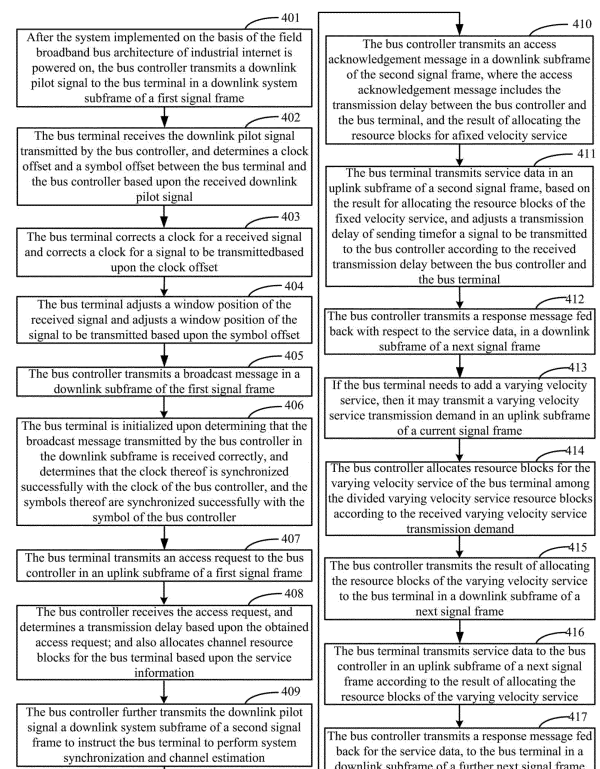 401
After the system implemented on the basis of the field
broadband bus architecture of industrial internet is
powered on, the bus controller transmits a downlink
pilot signal to the bus terminal in a downlink system
subframe of a first signal frame
402
The bus terminal receives the downlink pilot signal
transmitted by the bus controller, and determines a clock
offset and a symbol offset between the bus terminal and
the bus controller based upon the received downlink
pilot signal
403
The bus terminal corrects a clock for a received signal
and corrects a clock for a signal to be transmittedbased
upon the clock offset
404
The bus terminal adjusts a window position of the
received signal and adjusts a window position of the
signal to be transmitted based upon the symbol offset
405
The bus controller transmits a broadcast message in a
downlink subframe of the first signal frame
406
The bus terminal is initialized upon determining that the
broadcast message transmitted by the bus controller in
the downlink subframe is received correctly, and
determines that the clock thereof is synchronized
successfully with the clock of the bus controller, and the
symbols thereof are synchronized successfully with the
symbol of the bus controller
407
The bus terminal transmits an access request to the bus
controller in an uplink subframe of a first signal frame
408
The bus controller receives the access request, and
determines a transmission delay based upon the obtained
access request; and also allocates channel resource
blocks for the bus terminal based upon the service
information
409
The bus controller further transmits the downlink pilot
signal a downlink system subframe of a second signal
frame to instruct the bus terminal to perform system
synchronization and channel estimation
410
The bus controller transmits an access
acknowledgement message in a downlink subframe
of the second signal frame, where the access
acknowledgement message includes the
transmission delay between the bus controller and
the bus terminal, and the result of allocating the
resource blocks for afixed velocity service
411
The bus terminal transmits service data in an
uplink subframe of a second signal frame, based on
the result for allocating the resource blocks of the
fixed velocity service, and adjusts a transmission
delay of sending timefor a signal to be transmitted
to the bus controller according to the received
transmission delay between the bus controller and
the bus terminal
412
The bus controller transmits a response message fed
back with respect to the service data, in a downlink
subframe of a next signal frame
413
If the bus terminal needs to add a varying velocity
service, then it may transmit a varying velocity
service transmission demand in an uplink subframe
of a current signal frame
414
The bus controller allocates resource blocks for the
varying velocity service of the bus terminal among
the divided varying velocity service resource blocks
according to the received varying velocity service
transmission demand
415
The bus controller transmits the result of allocating
the resource blocks of the varying velocity service
to the bus terminal in a downlink subframe of a
next signal frame
416
The bus terminal transmits service data to the bus
controller in an uplink subframe of a next signal
frame according to the result of allocating the
resource blocks of the varying velocity service
417
The bus controller transmits a response message fed
back for the service data, to the bus terminal in a
downlink subframe of a further next signal frame